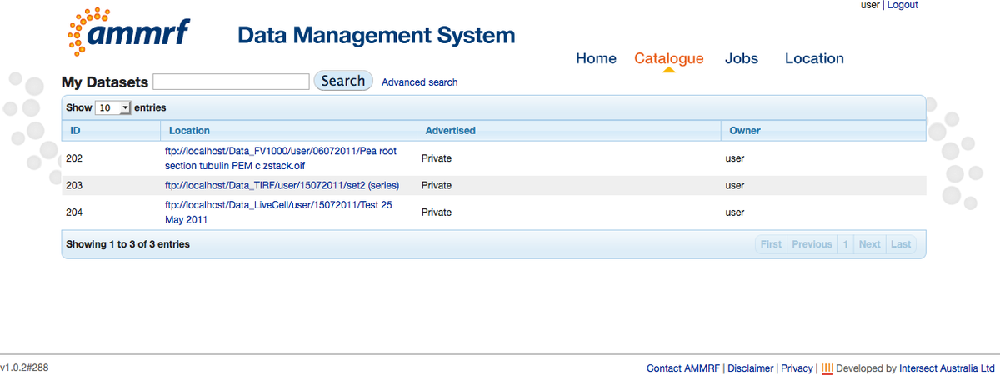 user | Logout
ammrf
Data Management System
Home Catalogue Jobs Location
My Datasets Search Advanced search
Show 10 entries
ID Location Advertised Owner
202 ftp://localhost/Data_FV1000/user/06072011/Pea root Private user
section tubulin PEM c zstack.oif
203 ftp://localhost/Data_TIRF/user/15072011/set2 (series) Private user
204 ftp://localhost/Data_LiveCell/user/15072011/Test 25 Private user
May 2011
Showing 1 to 3 of 3 entries First Previous 1 Next Last
v1.0.2#288 Contact AMMRF | Disclaimer | Privacy | Developed by Intersect Australia Ltd